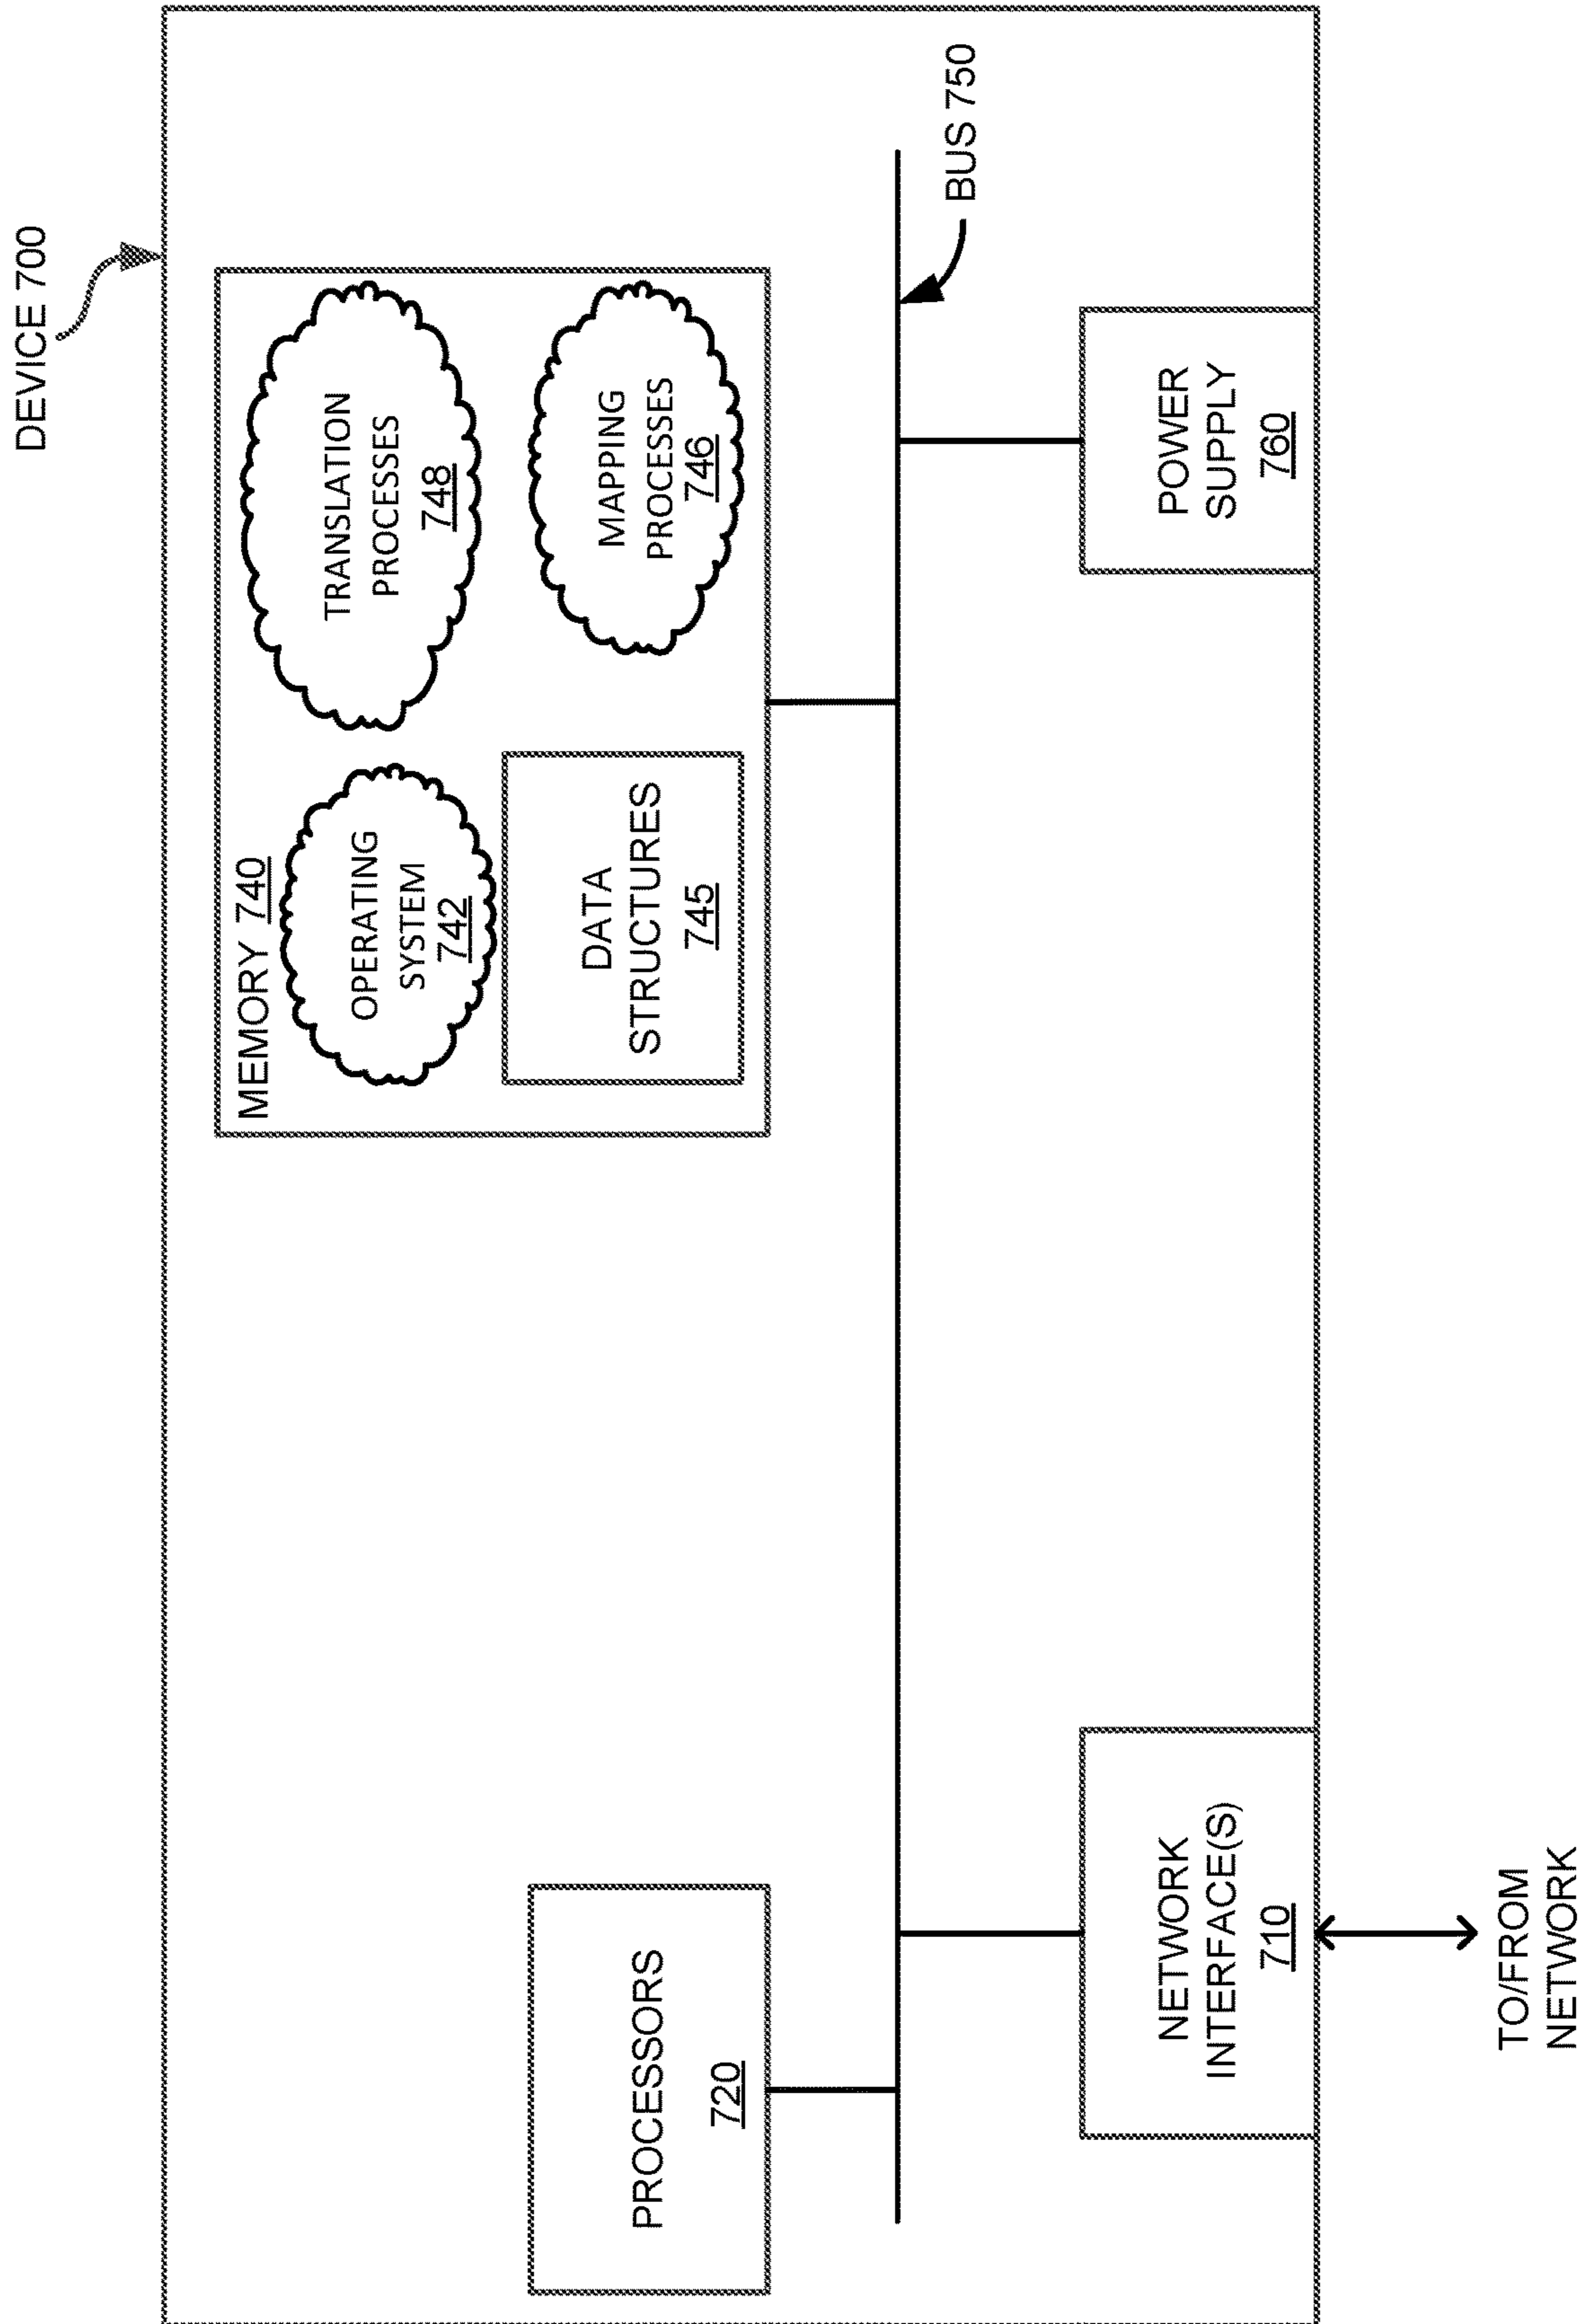 DEVICE 700
MEMORY 740
OPERATING
SYSTEM
742
TRANSLATION
PROCESSES
748
DATA
STRUCTURES
745
MAPPING
PROCESSES
746
PROCESSORS
720
BUS 750
NETWORK
INTERFACE(S)
710
POWER
SUPPLY
760
TO/FROM
NETWORK